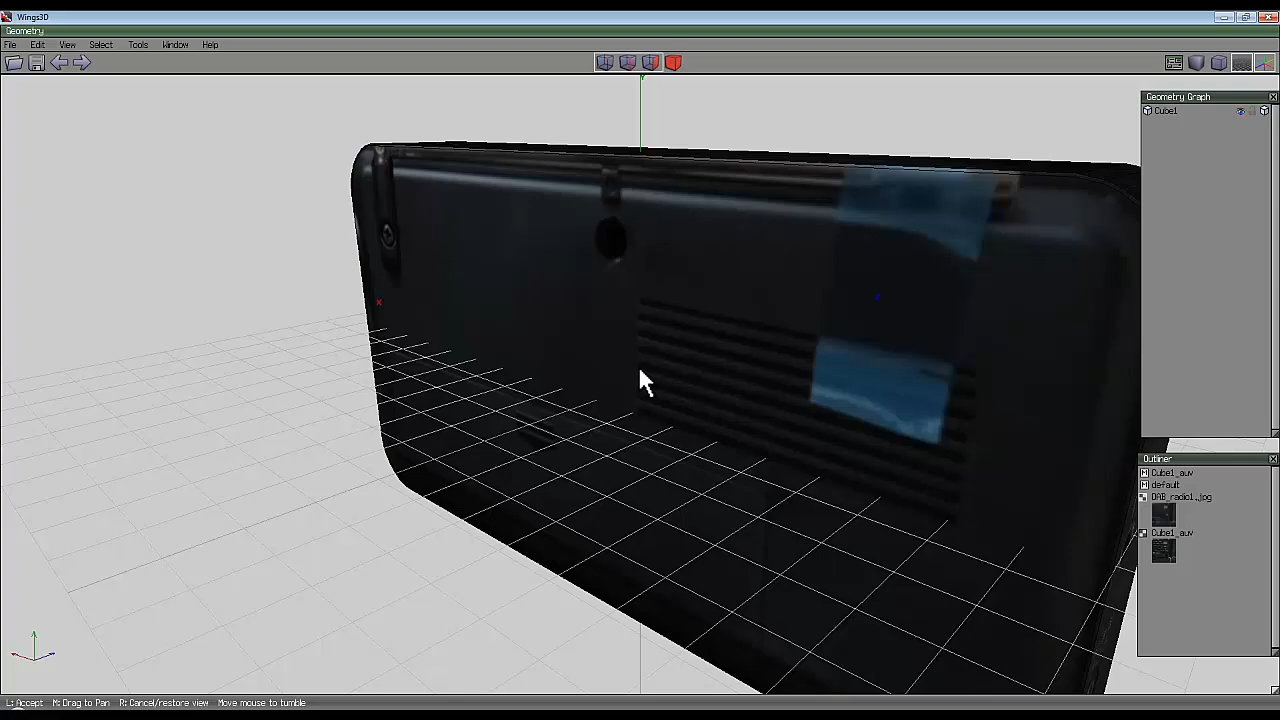 Wings3D
Geometry
File Edit View Select Tools Window Help
Geometry Graph
Cube1
Outliner
Cube1_auv
default
DAB_radio1.jpg
Cube1_auv
L: Accept M: Drag to Pan R: Cancel/restore view Move mouse to tumble